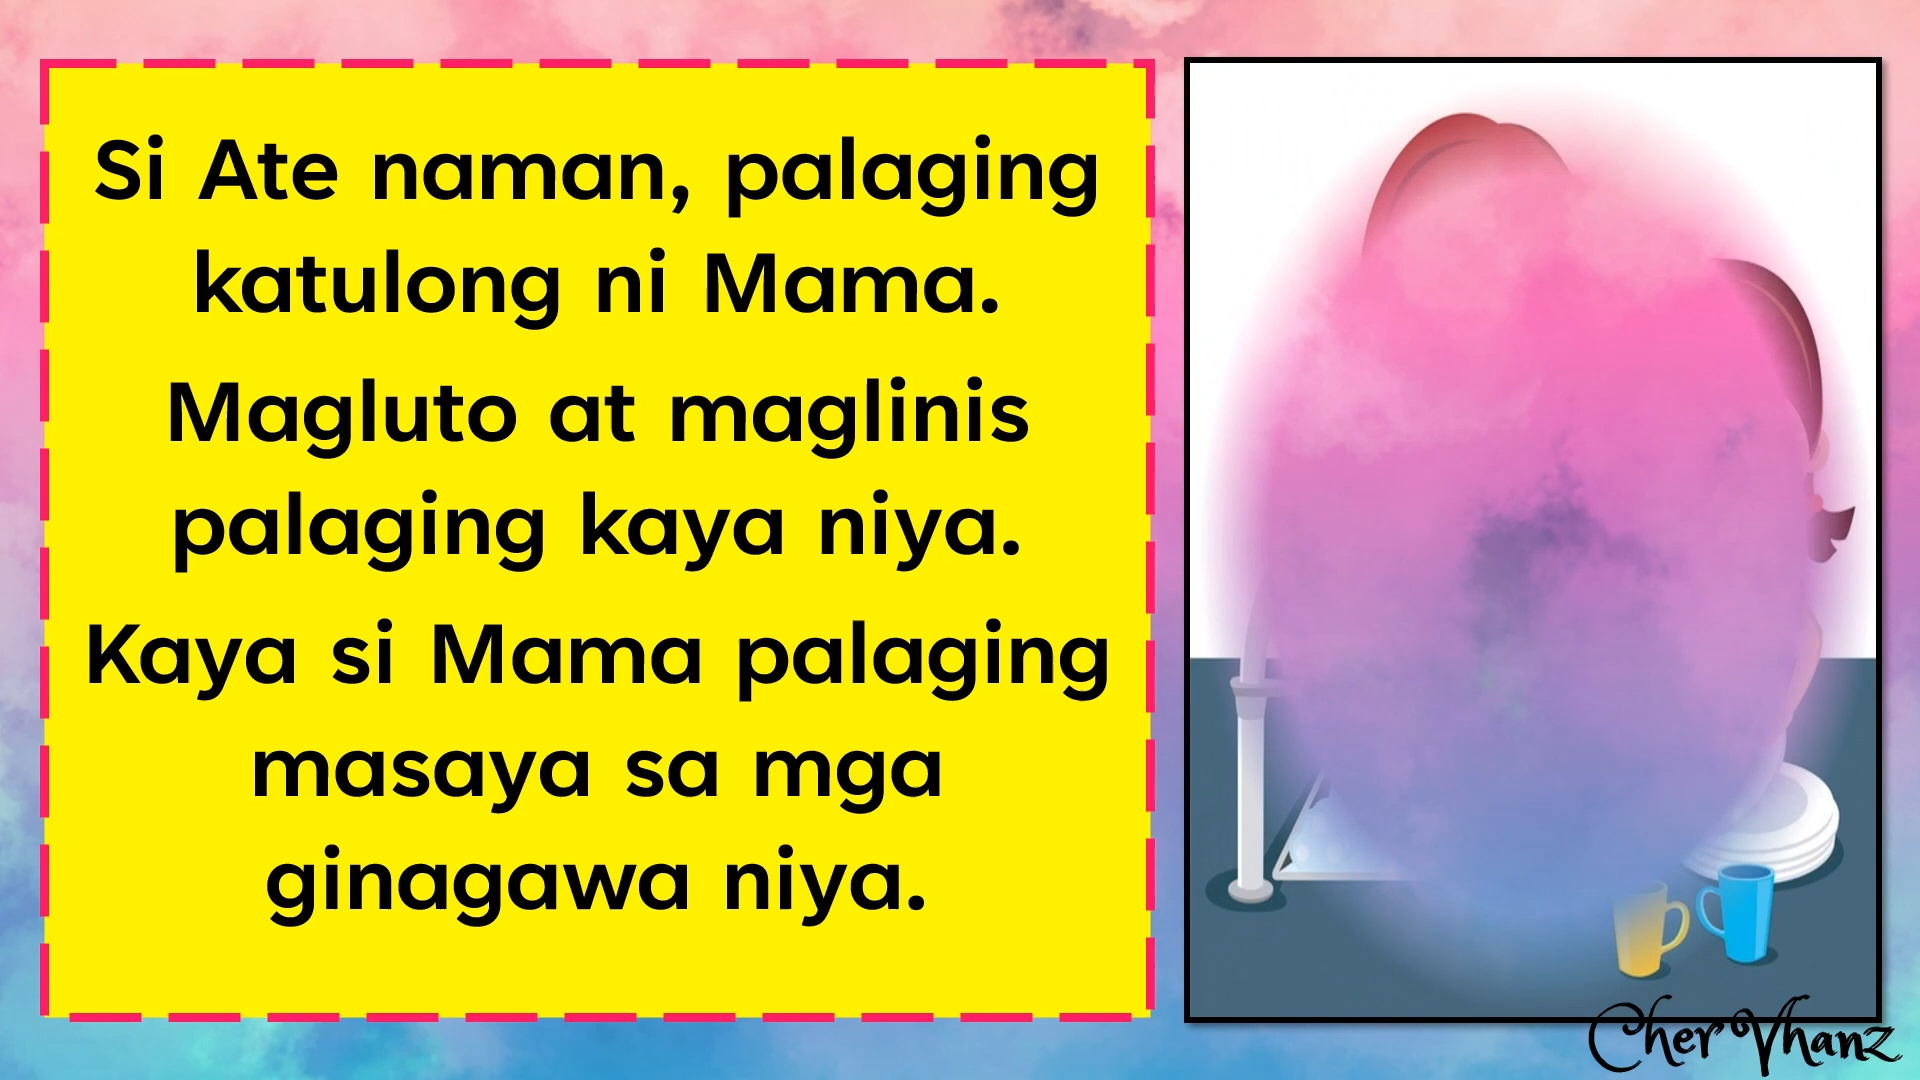 Si Ate naman, palaging
katulong ni Mama.
Magluto at maglinis
palaging kaya niya.
Kaya si Mama palaging
masaya sa mga
ginagawa niya.
Cher Vhanz